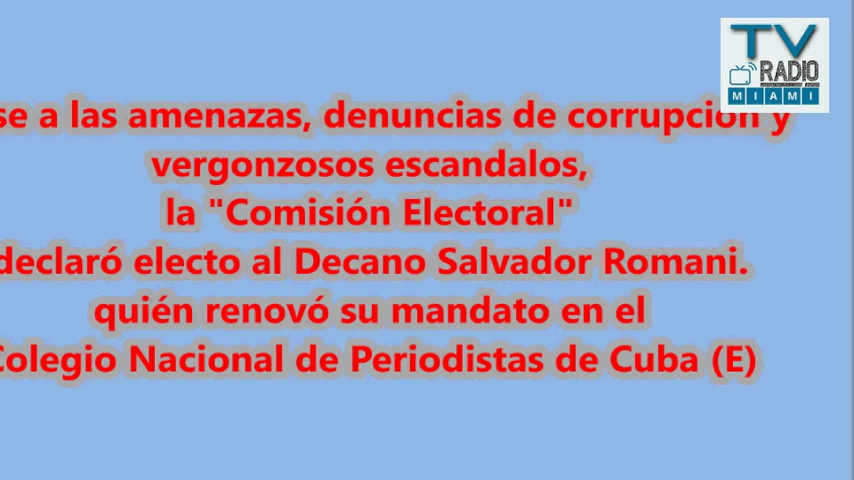 TV
RADIO
MIAMI
se a las amenazas, denuncias de corrupción y
vergonzosos escandalos,
la "Comisión Electoral"
declaró electo al Decano Salvador Romani.
quién renovó su mandato en el
Colegio Nacional de Periodistas de Cuba (E)